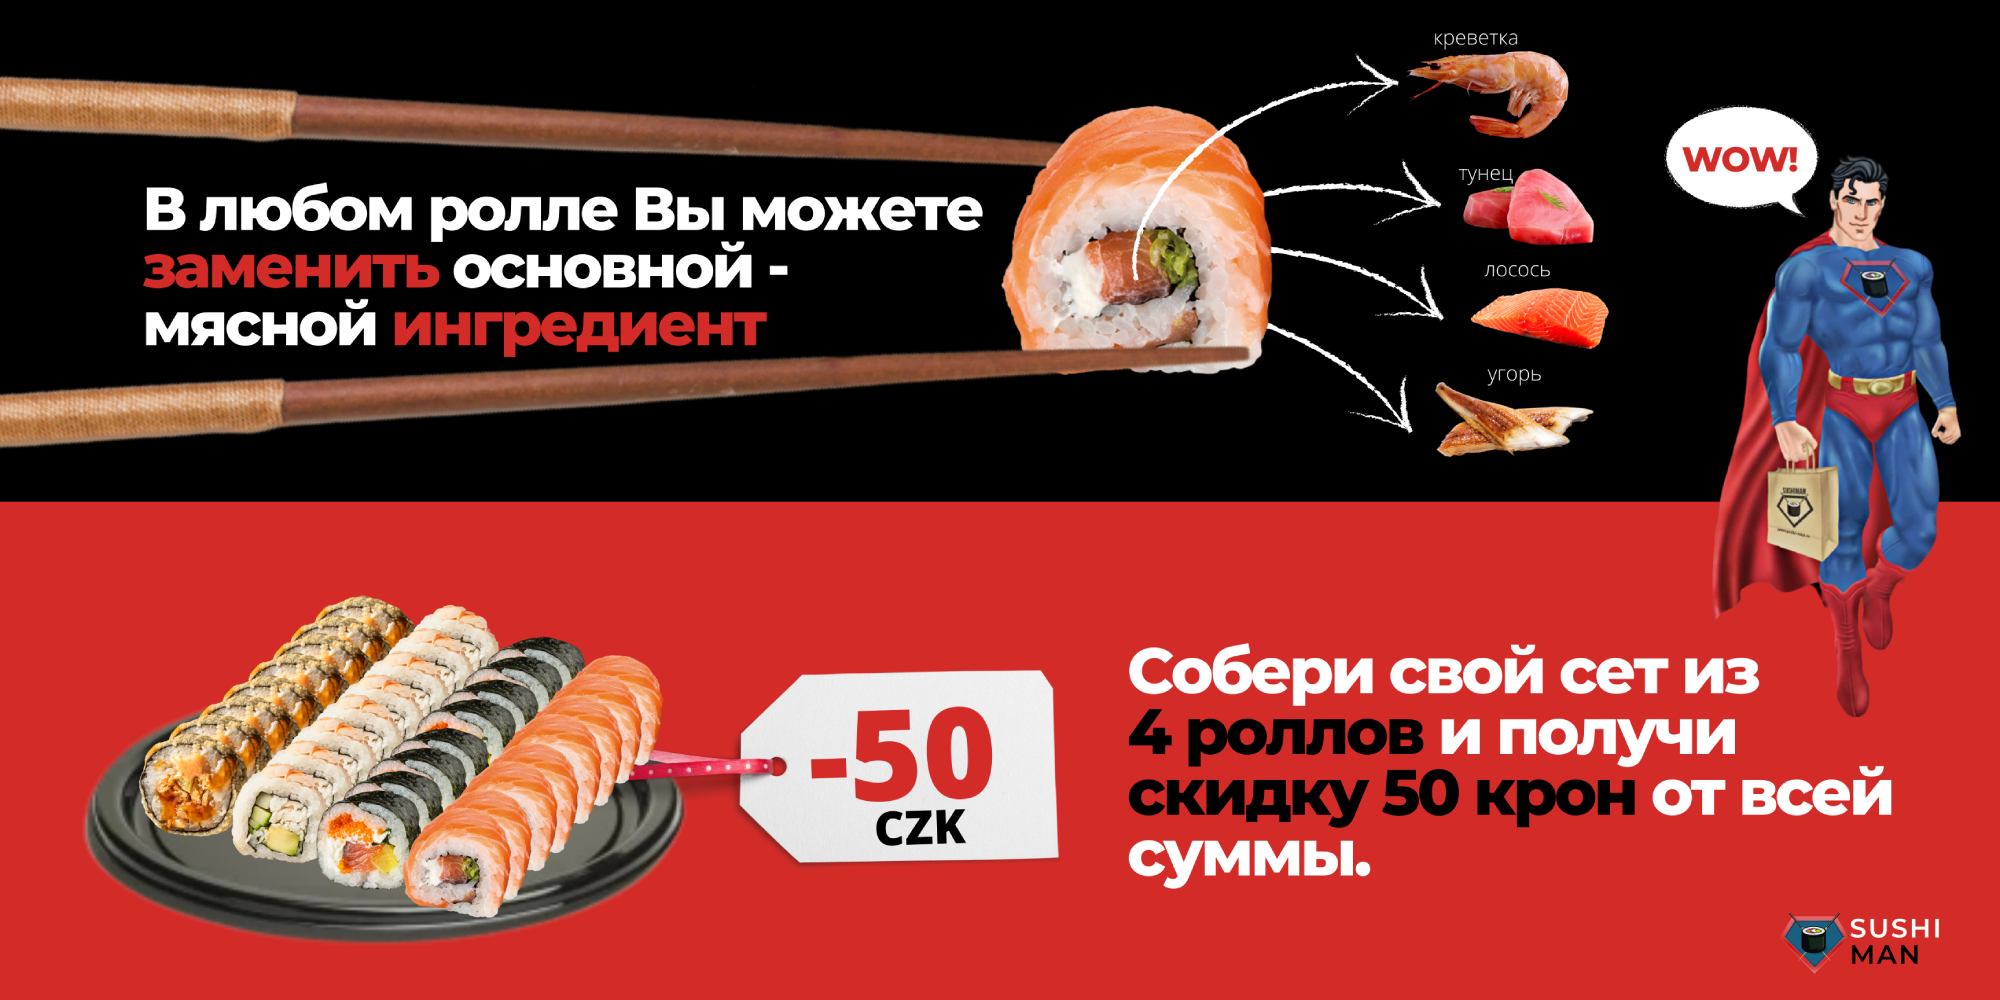 В любом ролле Вы можете
заменить основной -
мясной ингредиент
креветка
тунец
лосось
угорь
WOW!
SUSHIMAN
-50
CZK
Собери свой сет из
4 роллов и получи
скидку 50 крон от всей
суммы.
SUSHI
MAN